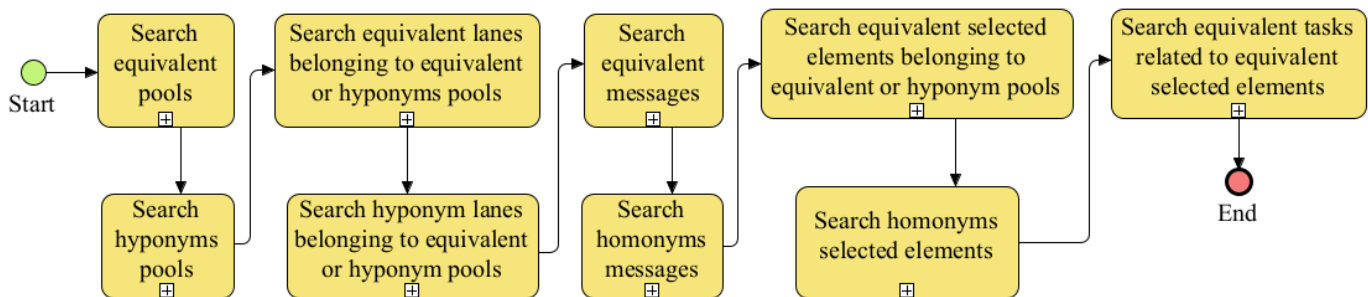 Start
Search
equivalent
pools
Search
hyponyms
pools
Search equivalent lanes
belonging to equivalent
or hyponyms pools
Search hyponym lanes
belonging to equivalent
or hyponym pools
Search
equivalent
messages
Search
homonyms
messages
Search equivalent selected
elements belonging to
equivalent or hyponym pools
Search homonyms
selected elements
Search equivalent tasks
related to equivalent
selected elements
End